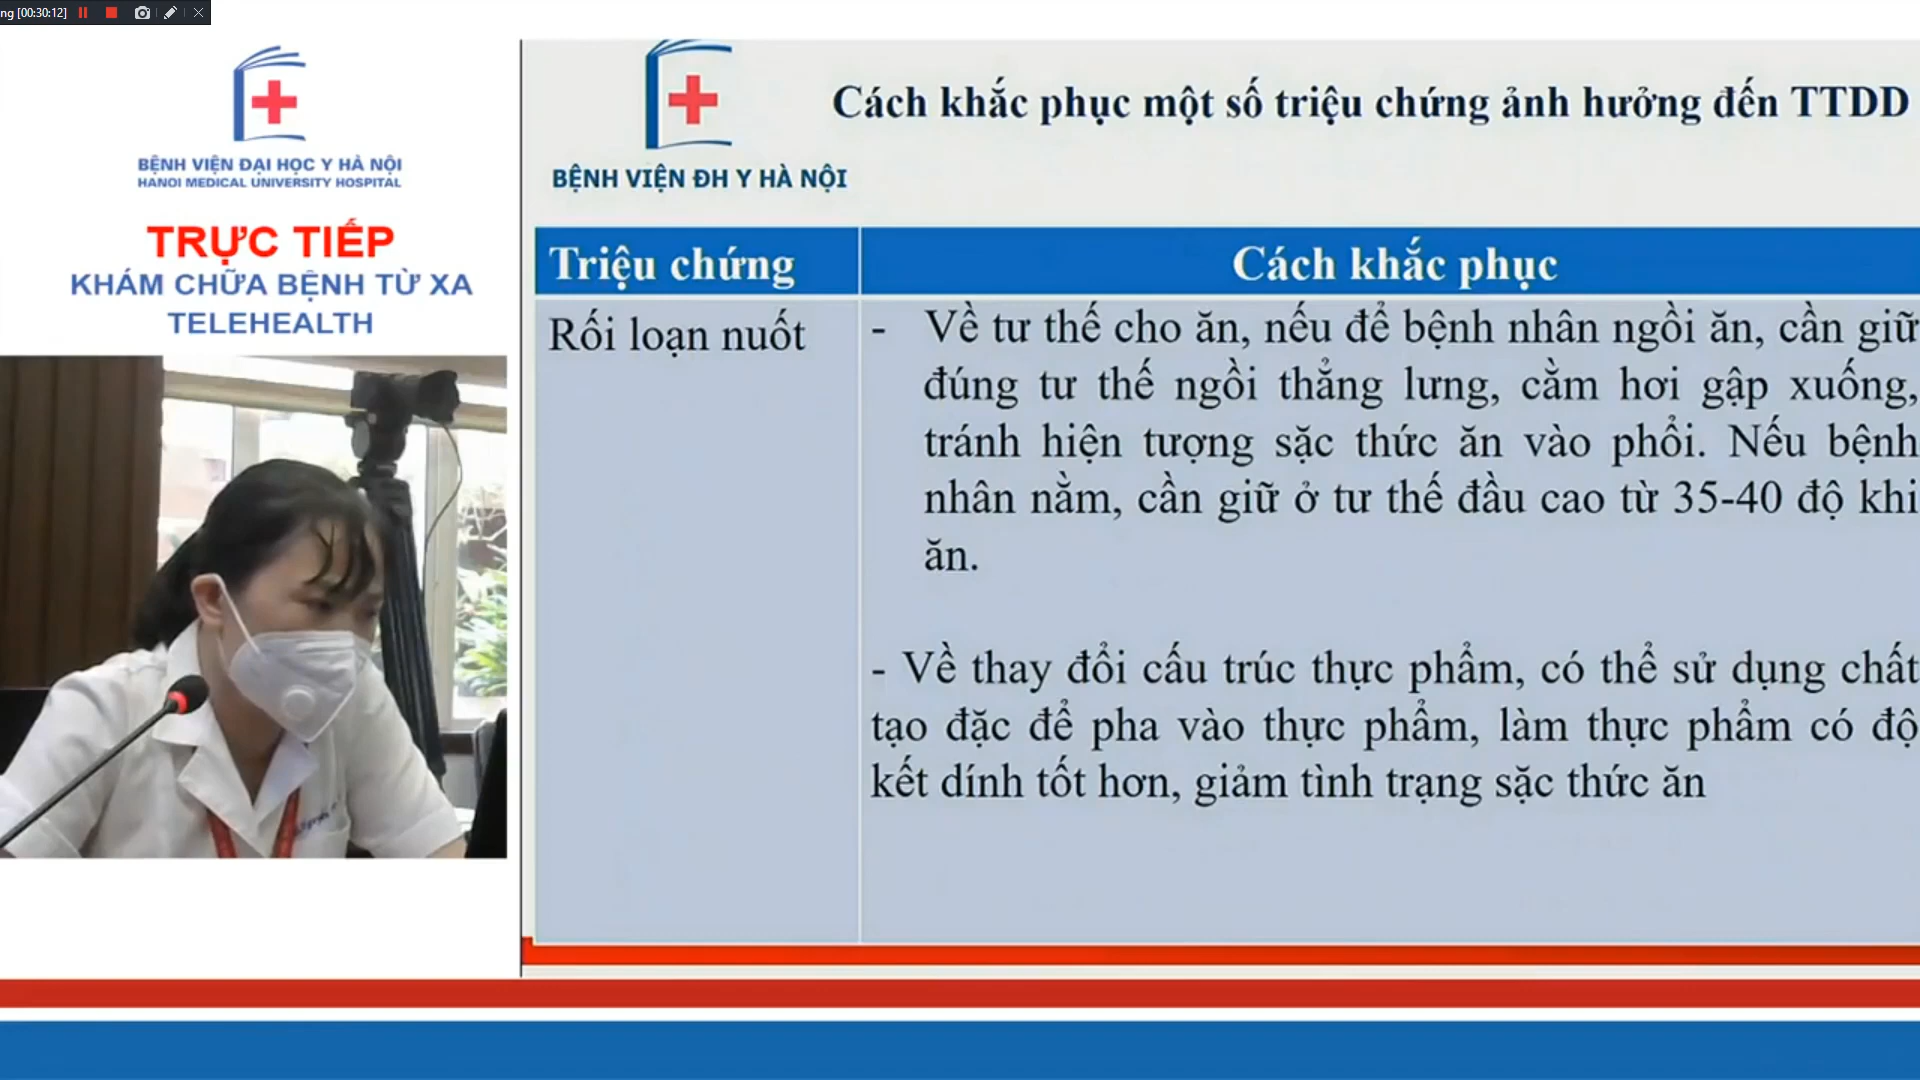 ng [00:30:12]
BỆNH VIỆN ĐẠI HỌC Y HÀ NỘI
HANOI MEDICAL UNIVERSITY HOSPITAL
TRỰC TIẾP
KHÁM CHỮA BỆNH TỪ XA
TELEHEALTH
BỆNH VIỆN ĐH Y HÀ NỘI
Cách khắc phục một số triệu chứng ảnh hưởng đến TTDD
Triệu chứng
Cách khắc phục
Rối loạn nuốt
- Về tư thế cho ăn, nếu để bệnh nhân ngồi ăn, cần giữ
đúng tư thế ngồi thẳng lưng, cằm hơi gập xuống,
tránh hiện tượng sặc thức ăn vào phổi. Nếu bệnh
nhân nằm, cần giữ ở tư thế đầu cao từ 35-40 độ khi
ăn.
- Về thay đổi cấu trúc thực phẩm, có thể sử dụng chất
tạo đặc để pha vào thực phẩm, làm thực phẩm có độ
kết dính tốt hơn, giảm tình trạng sặc thức ăn